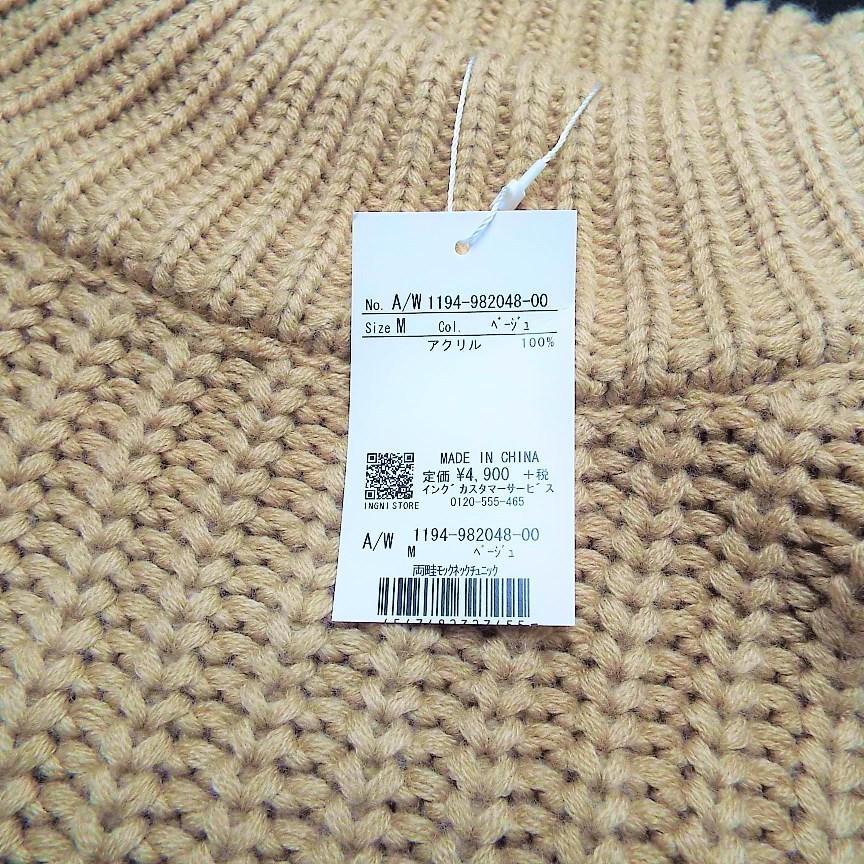 No. A/W 1194-982048-00
Size M Col. ﾍﾞｰｼﾞｭ
アクリル 100%
MADE IN CHINA
定価 ¥4,900 +税
イングカスタマーサービス
0120-555-465
INGNI STORE
A/W 1194-982048-00
M ﾍﾞｰｼﾞｭ
両畦ﾓｯｸﾈｯｸﾁｭﾆｯｸ